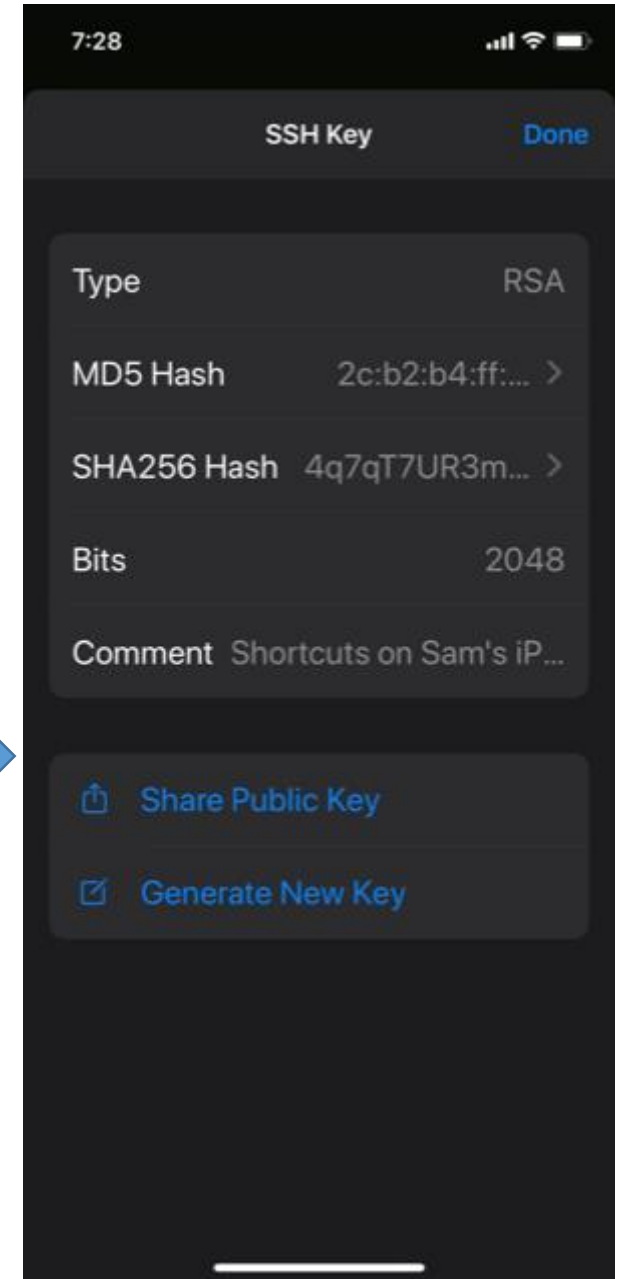 7:28
SSH Key Done
Type RSA
MD5 Hash 2c:b2:b4:ff:... >
SHA256 Hash 4q7qT7UR3m... >
Bits 2048
Comment Shortcuts on Sam's iP...
Share Public Key
Generate New Key